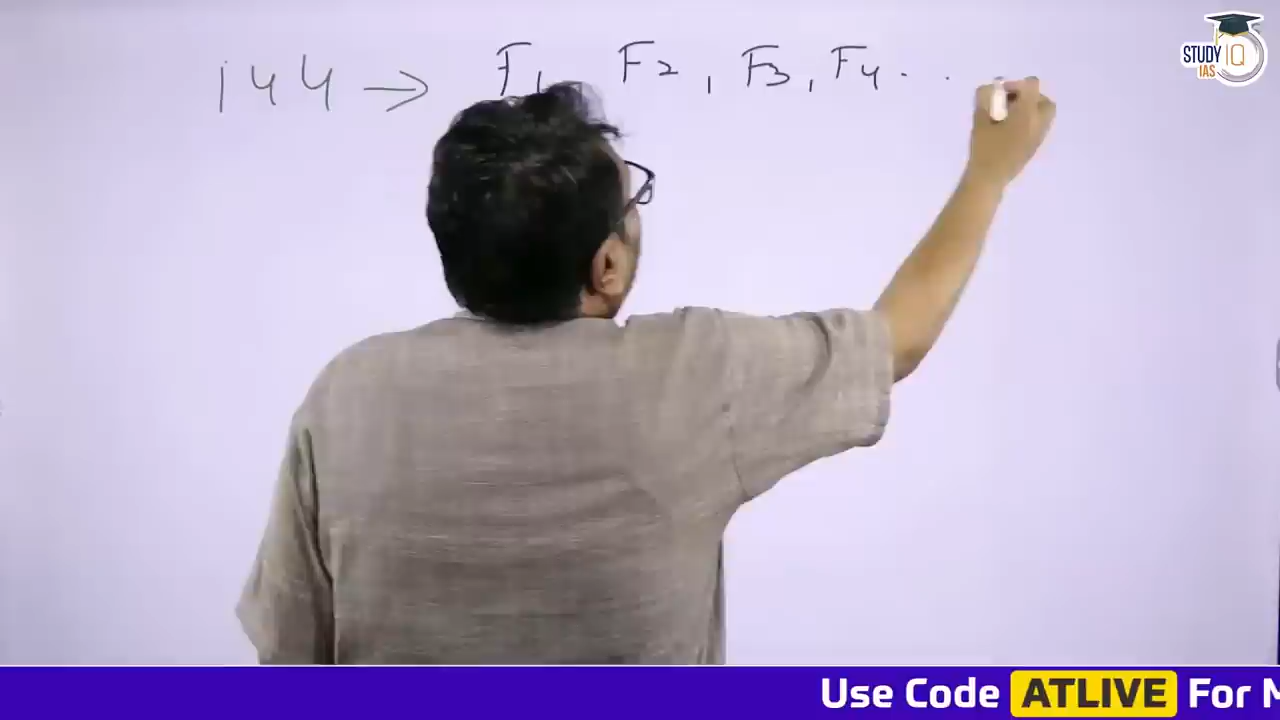 144 → F1 F2, F3, F4 . . .
STUDY IQ
IAS
Use Code ATLIVE For